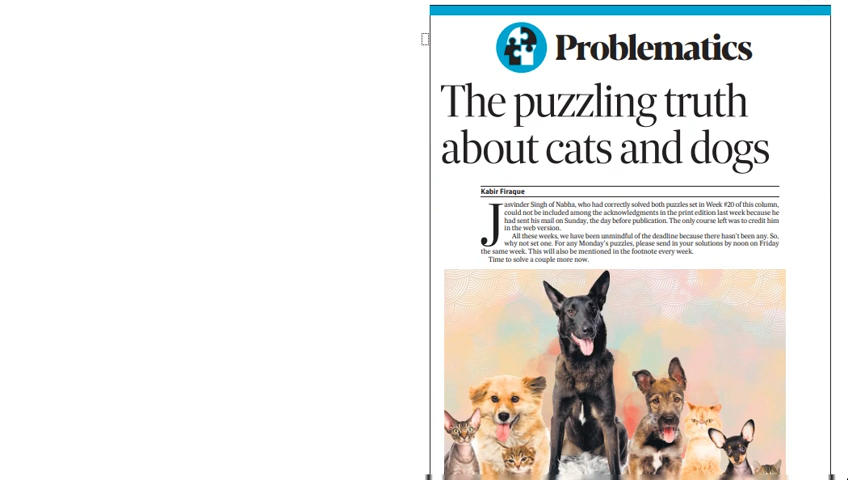 Problematics
The puzzling truth
about cats and dogs
Kabir Firaque
Jasvinder Singh of Nabha, who had correctly solved both puzzles set in Week #20 of this column,
could not be included among the acknowledgments in the print edition last week because he
had sent his mail on Sunday, the day before publication. The only course left was to credit him
in the web version.
All these weeks, we have been unmindful of the deadline because there hasn't been any. So,
why not set one. For any Monday's puzzles, please send in your solutions by noon on Friday
the same week. This will also be mentioned in the footnote every week.
Time to solve a couple more now.